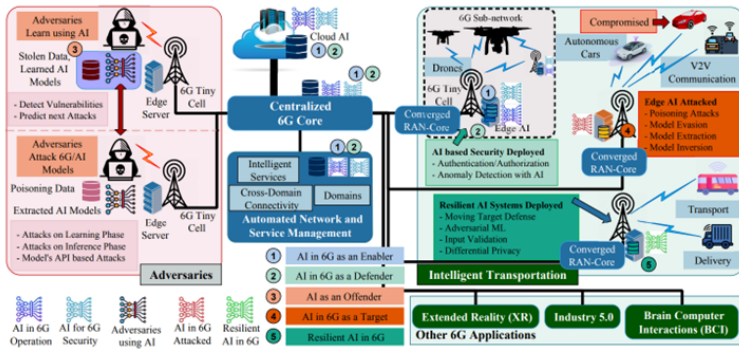 Adversaries
Learn using AI
3
Stolen Data,
Learned AI
Models
Edge
Server
6G Tiny
Cell
- Detect Vulnerabilities
- Predict next Attacks
Adversaries
Attack 6G/AI
Models
Poisoning Data
Extracted AI Models
Edge
Server
6G Tiny
Cell
- Attacks on Learning Phase
- Attacks on Inference Phase
- Model's API based Attacks
Adversaries
Cloud AI
1 2
1 2
Centralized
6G Core
1 2
Intelligent
Services
Cross-Domain
Connectivity
Domains
Automated Network and
Service Management
6G Sub-network
Drones
6G Tiny
Cell
1
Edge AI
Converged
RAN-Core
2
AI based Security Deployed
- Authentication/Authorization
- Anomaly Detection with AI
Compromised
Autonomous
Cars
V2V
Communication
Edge AI Attacked
- Poisoning Attacks
- Model Evasion
- Model Extraction
- Model Inversion
4
Converged
RAN-Core
Resilient AI Systems Deployed
- Moving Target Defense
- Adversarial ML
- Input Validation
- Differential Privacy
Converged
RAN-Core
5
Transport
Delivery
Intelligent Transportation
1 AI in 6G as an Enabler
2 AI in 6G as a Defender
3 AI as an Offender
4 AI in 6G as a Target
5 Resilient AI in 6G
AI in 6G
Operation
AI for 6G
Security
Adversaries
using AI
AI in 6G
Attacked
Resilient
AI in 6G
Extended Reality (XR)
Industry 5.0
Brain Computer
Interactions (BCI)
Other 6G Applications